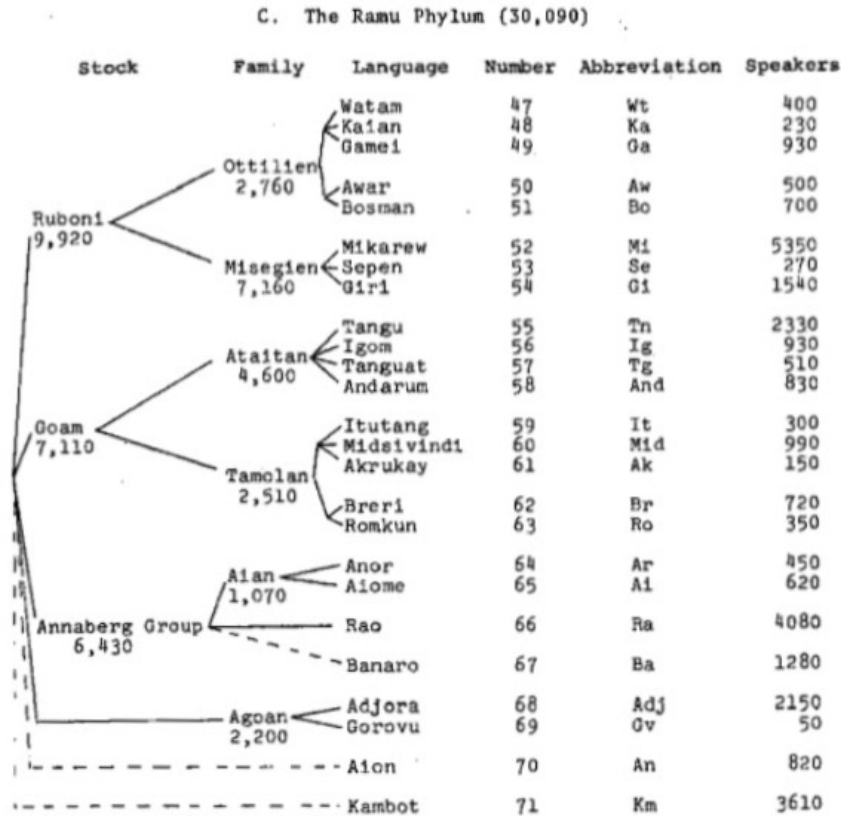 C. The Ramu Phylum (30,090)
Stock Family Language Number Abbreviation Speakers
Watam 47 Wt 400
Kaian 48 Ka 230
Gamei 49 Ga 930
Ottilien
2,760
Awar 50 Aw 500
Bosman 51 Bo 700
Ruboni
9,920
Mikarew 52 Mi 5350
Misegien Sepen 53 Se 270
7,160 Giri 54 Gi 1540
Tangu 55 Tn 2330
Igom 56 Ig 930
Ataitan Tanguat 57 Tg 510
4,600 Andarum 58 And 830
Goam Itutang 59 It 300
7,110 Midsivindi 60 Mid 990
Akrukay 61 Ak 150
Tamolan
2,510
Breri 62 Br 720
Romkun 63 Ro 350
Anor 64 Ar 450
Aian Aiome 65 Ai 620
1,070
Annaberg Group Rao 66 Ra 4080
6,430
Banaro 67 Ba 1280
Adjora 68 Adj 2150
Agoan Gorovu 69 Gv 50
2,200
Aion 70 An 820
Kambot 71 Km 3610